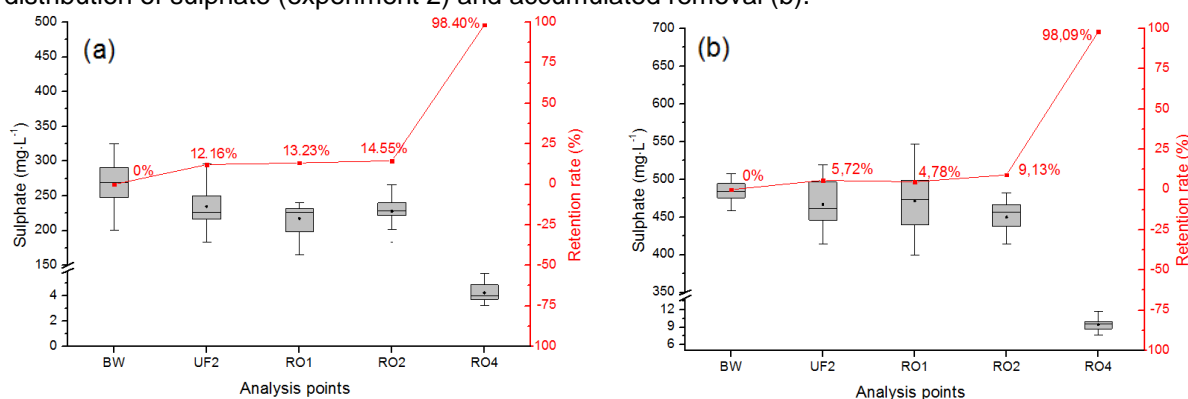 distribution of sulphate (experiment 2) and accumulated removal (b).
(a)
Sulphate (mg·L-1)
500
450
400
350
300
250
200
150
4
2
0
BW
UF2
RO1
RO2
RO4
Analysis points
0%
12.16%
13.23%
14.55%
98.40%
100
75
50
25
0
-25
-50
-75
100
Retention rate (%)
(b)
Sulphate (mg·L-1)
700
650
600
550
500
450
400
350
12
9
6
BW
UF2
RO1
RO2
RO4
Analysis points
0%
5,72%
4,78%
9,13%
98,09%
100
75
50
25
0
-25
-50
-75
100
Retention rate (%)